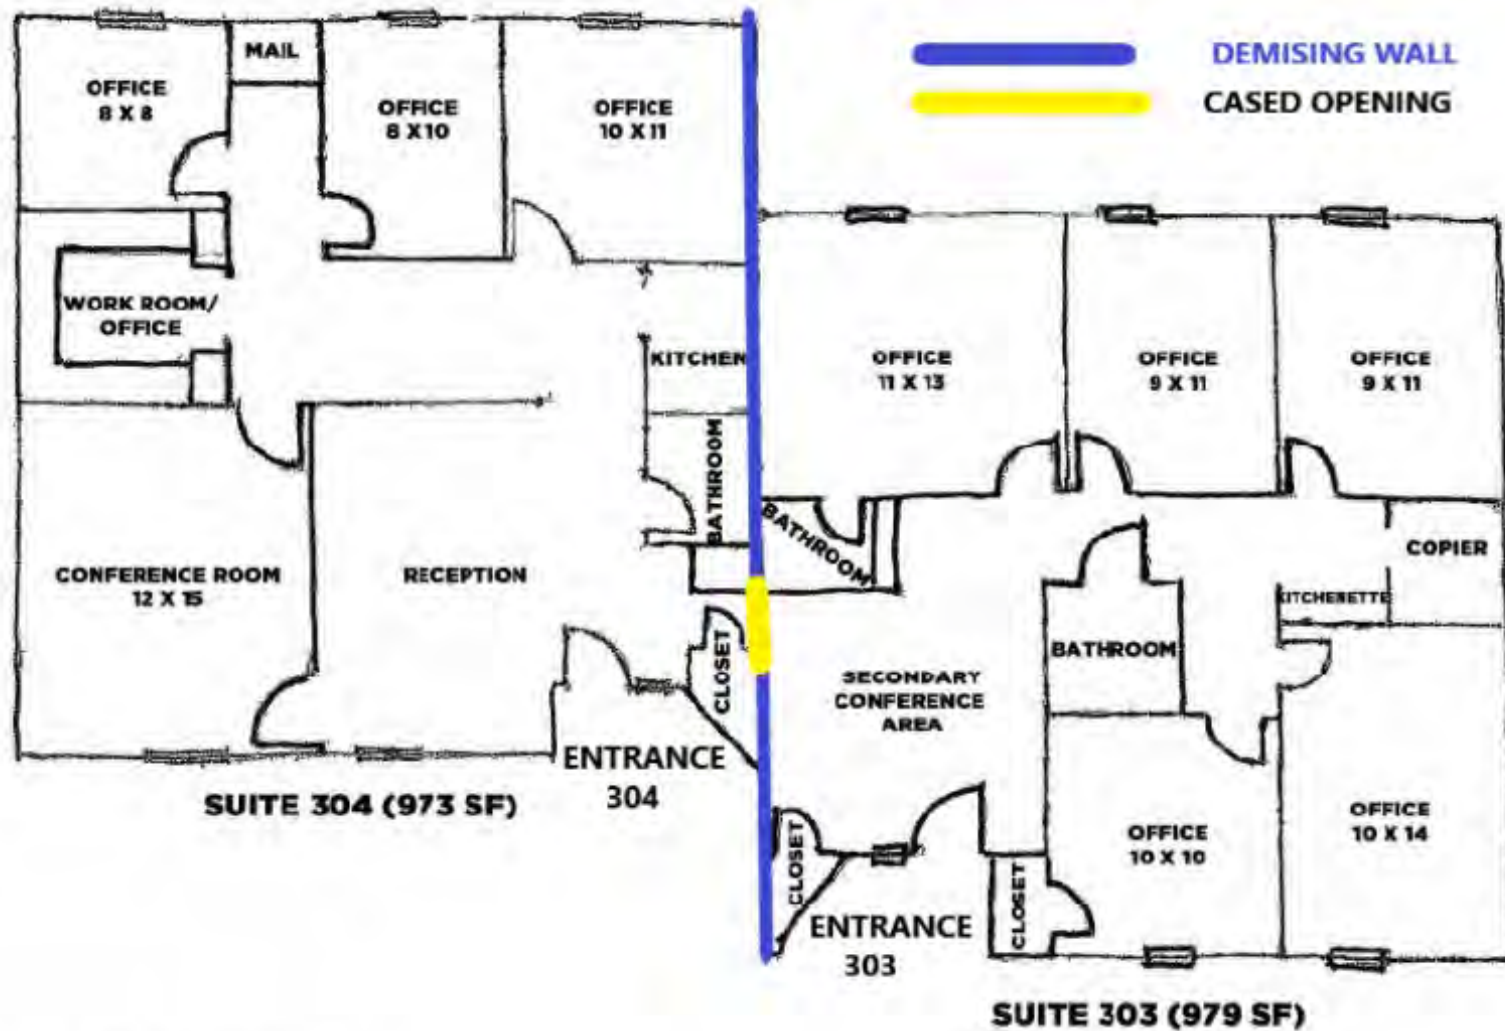 MAIL
OFFICE
8 X 8
OFFICE
8 X 10
OFFICE
10 X 11
DEMISING WALL
CASED OPENING
WORK ROOM/
OFFICE
KITCHEN
BATHROOM
OFFICE
11 X 13
OFFICE
9 X 11
OFFICE
9 X 11
CONFERENCE ROOM
12 X 15
RECEPTION
BATHROOM
COPIER
KITCHENETTE
CLOSET
SECONDARY
CONFERENCE
AREA
BATHROOM
ENTRANCE
304
SUITE 304 (973 SF)
CLOSET
ENTRANCE
303
CLOSET
OFFICE
10 X 10
OFFICE
10 X 14
SUITE 303 (979 SF)